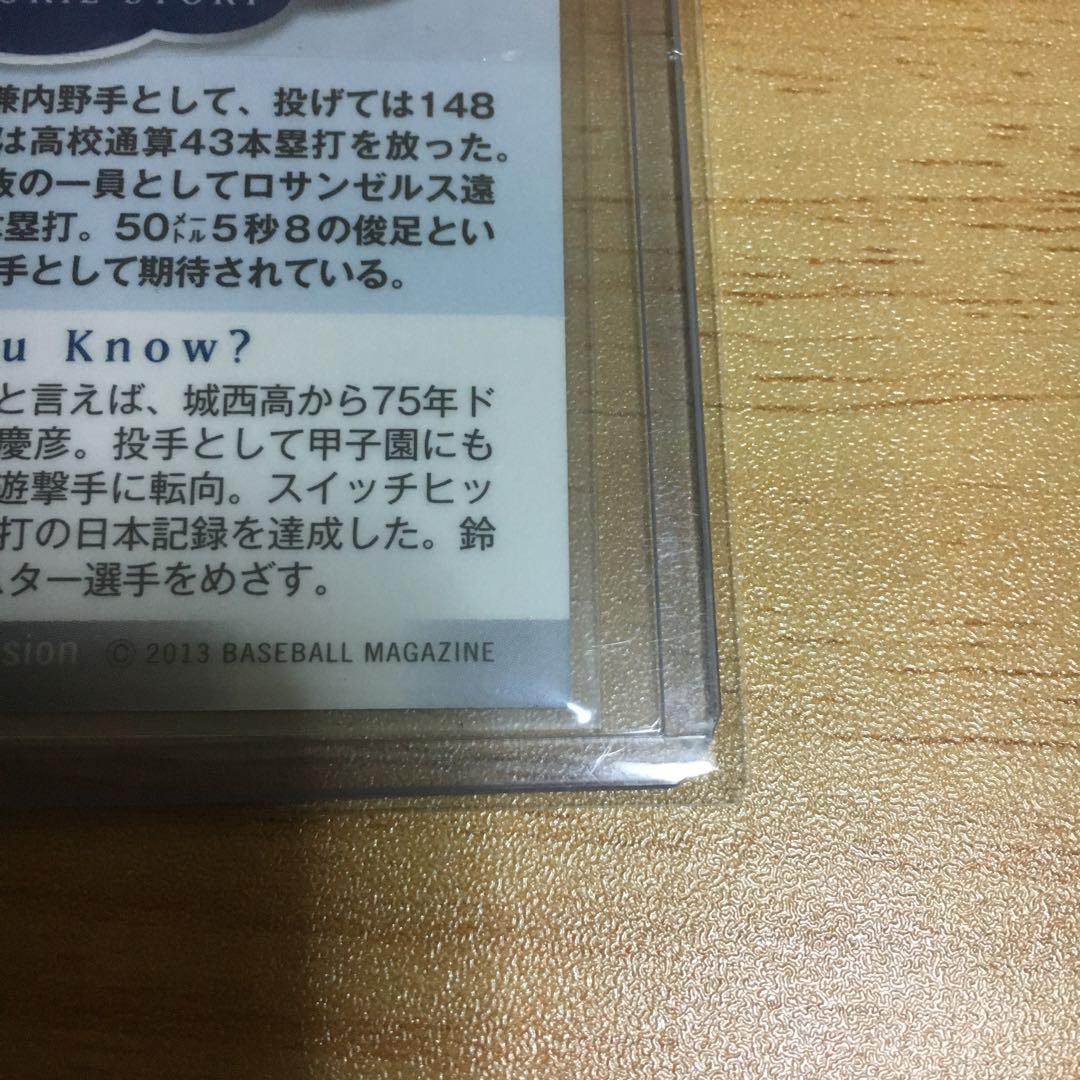 STORY
兼内野手として、投げては148
は高校通算43本塁打を放った。
の一員としてロサンゼルス遠
塁打。50㍍5秒8の俊足とい
手として期待されている。
u Know?
と言えば、城西高から75年ド
慶彦。投手として甲子園にも
遊撃手に転向。スイッチヒッ
打の日本記録を達成した。鈴
スター選手をめざす。
sion © 2013 BASEBALL MAGAZINE